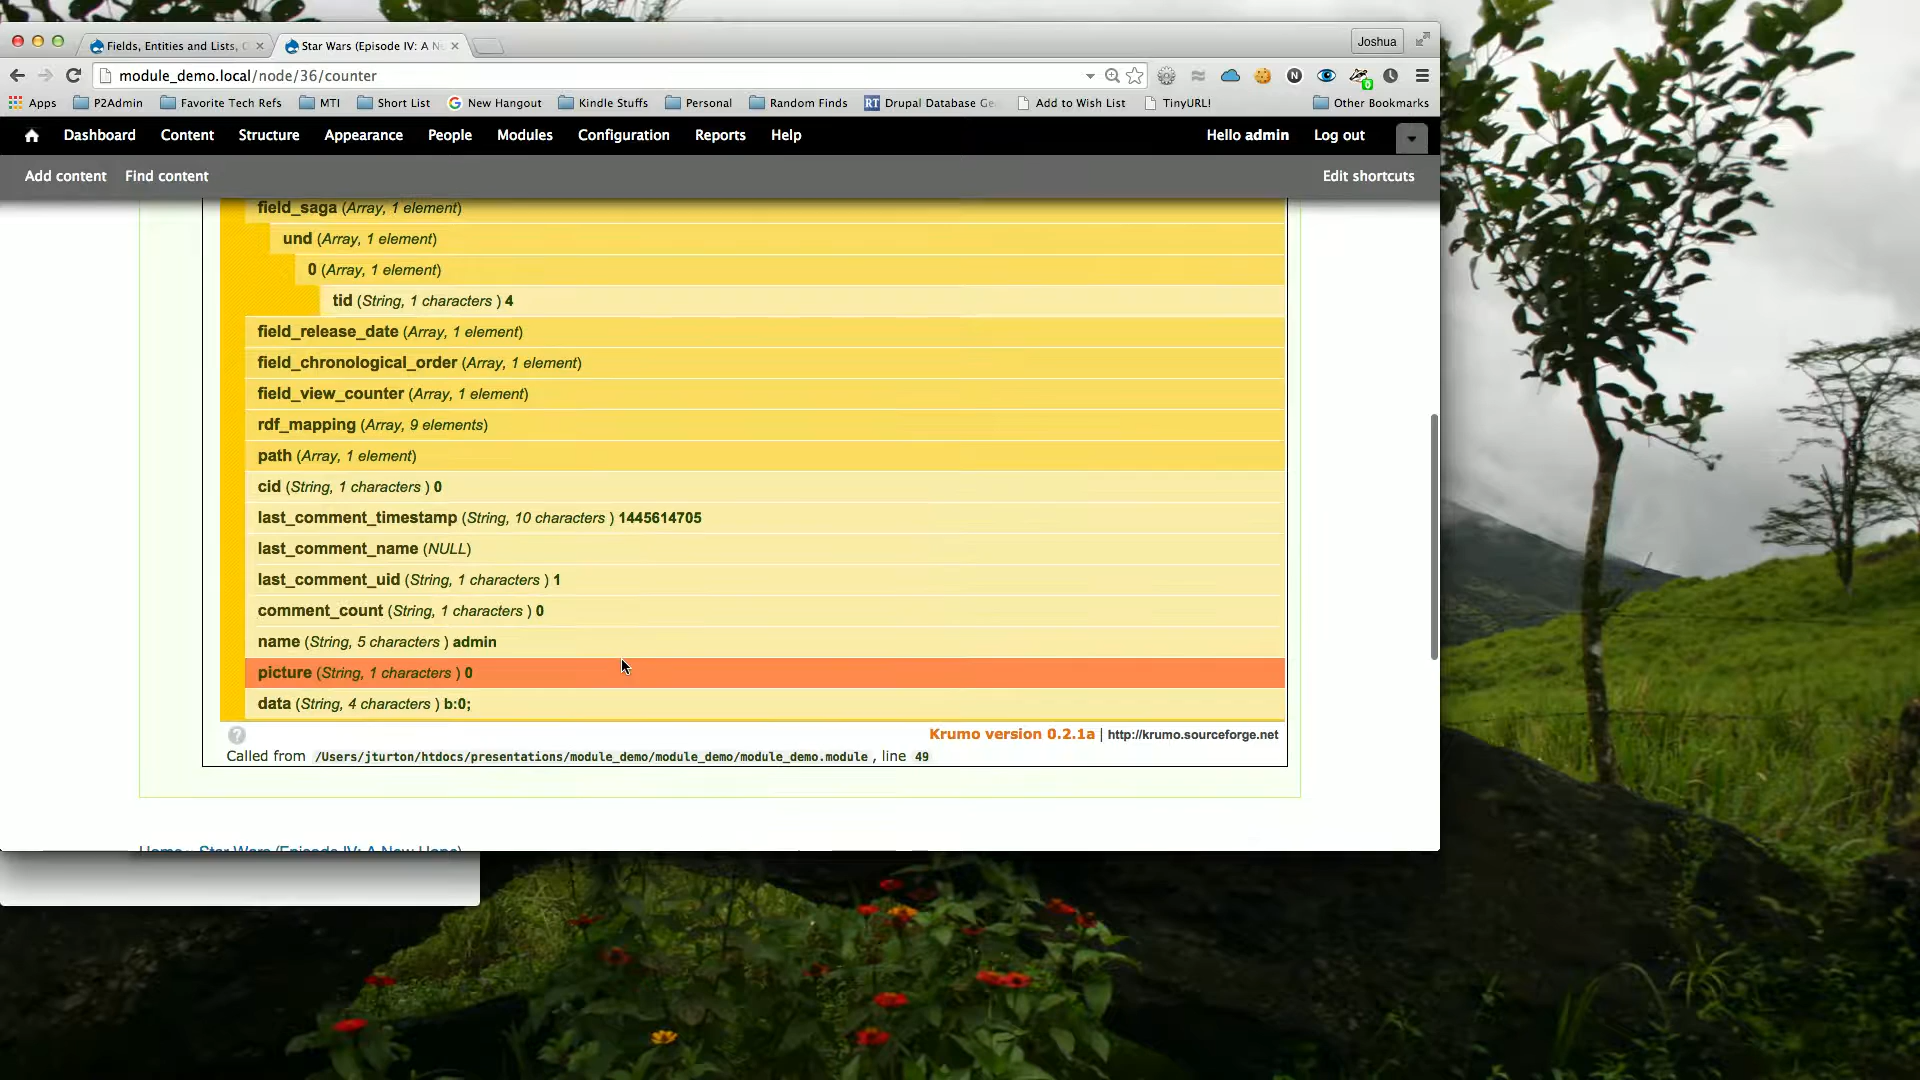 Fields, Entities and Lists,
Star Wars (Episode IV: A N
Joshua
module_demo.local/node/36/counter
Apps P2Admin Favorite Tech Refs MTI Short List New Hangout Kindle Stuffs Personal Random Finds RT Drupal Database Ge Add to Wish List TinyURL! Other Bookmarks
Dashboard Content Structure Appearance People Modules Configuration Reports Help Hello admin Log out
Add content Find content Edit shortcuts
field_saga (Array, 1 element)
und (Array, 1 element)
0 (Array, 1 element)
tid (String, 1 characters ) 4
field_release_date (Array, 1 element)
field_chronological_order (Array, 1 element)
field_view_counter (Array, 1 element)
rdf_mapping (Array, 9 elements)
path (Array, 1 element)
cid (String, 1 characters ) 0
last_comment_timestamp (String, 10 characters ) 1445614705
last_comment_name (NULL)
last_comment_uid (String, 1 characters ) 1
comment_count (String, 1 characters ) 0
name (String, 5 characters ) admin
picture (String, 1 characters ) 0
data (String, 4 characters ) b:0;
? Krumo version 0.2.1a | http://krumo.sourceforge.net
Called from /Users/jturton/htdocs/presentations/module_demo/module_demo/module_demo.module , line 49
Home Star Wars (Episode IV: A New Hope)